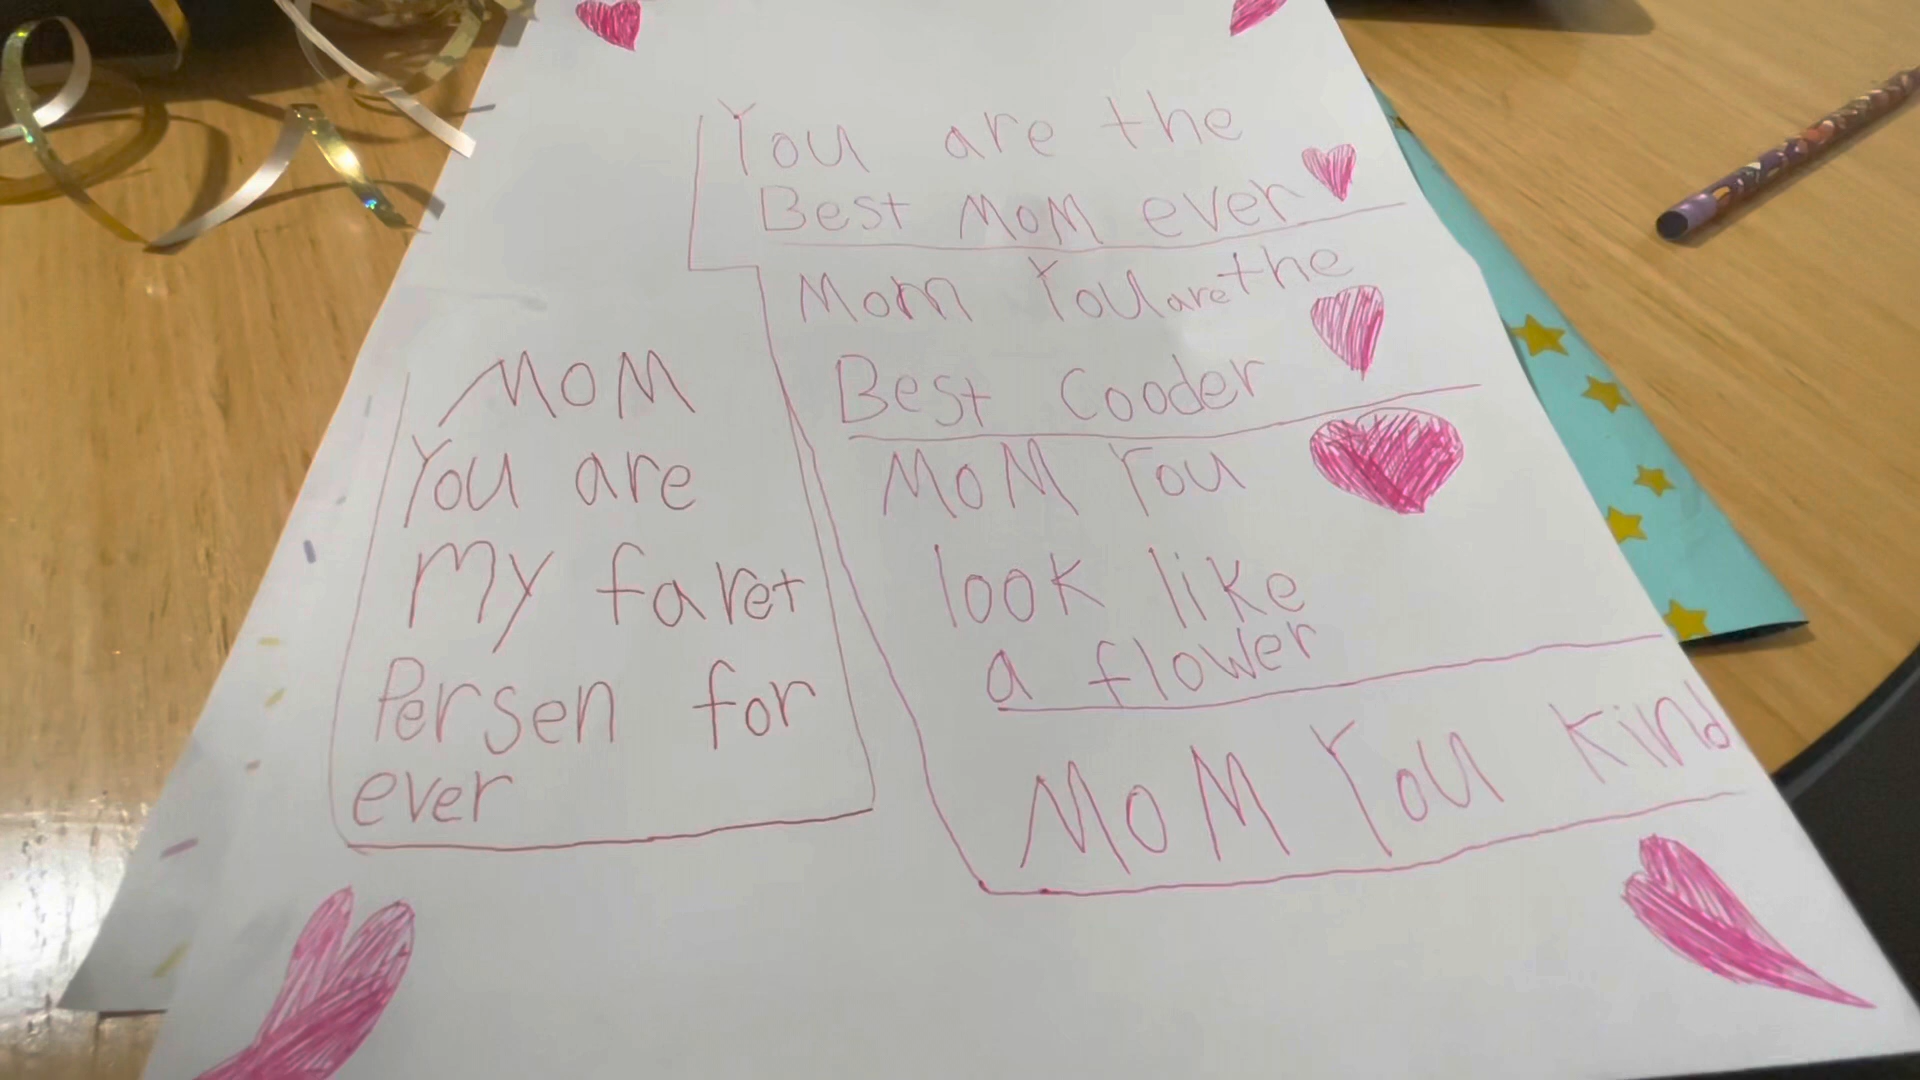 You are the
Best MoM ever
Mom You are the
Best Cooder
MoM You
look like
a flower
MoM You kind
MoM
You are
My faret
Persen for
ever